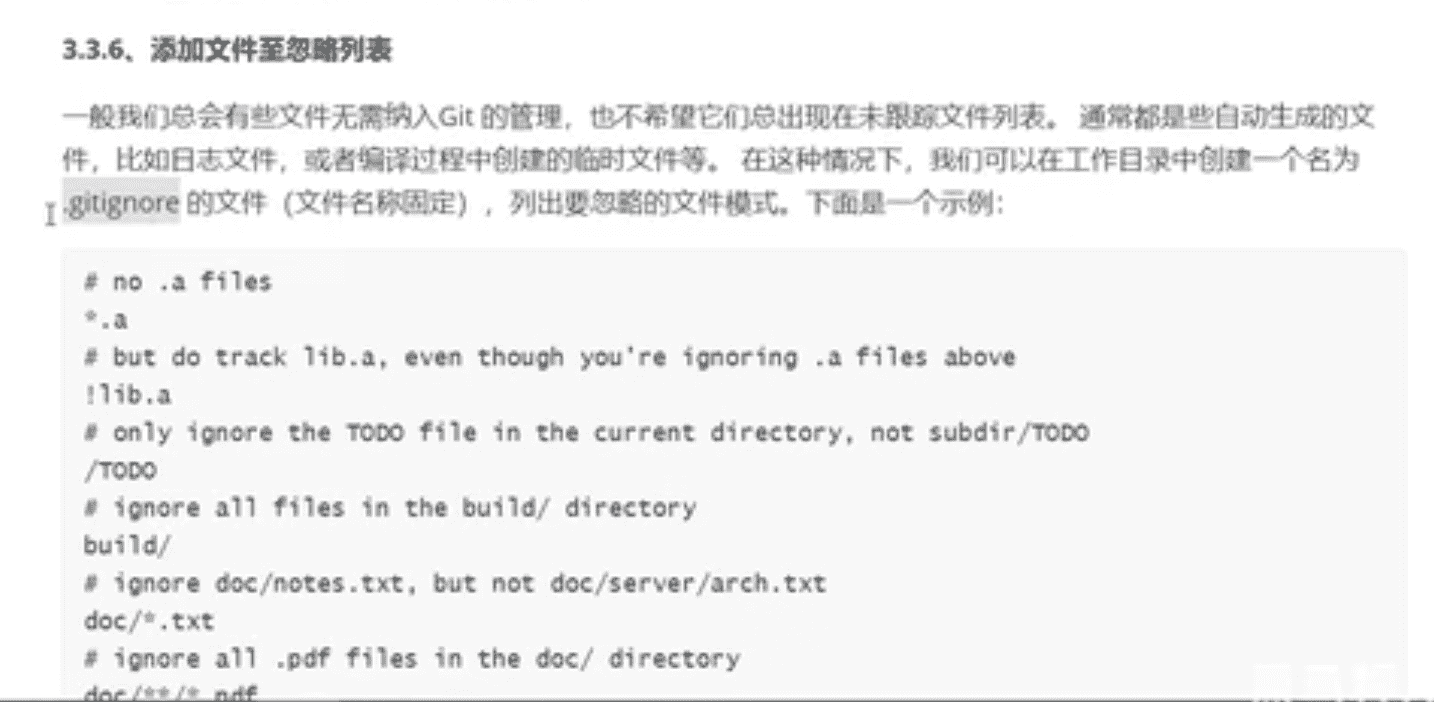 3.3.6、添加文件至忽略列表
一般我们总会有些文件无需纳入Git 的管理，也不希望它们总出现在未跟踪文件列表。 通常都是些自动生成的文
件，比如日志文件，或者编译过程中创建的临时文件等。 在这种情况下，我们可以在工作目录中创建一个名为
.gitignore 的文件（文件名称固定），列出要忽略的文件模式。下面是一个示例：
# no .a files
*.a
# but do track lib.a, even though you're ignoring .a files above
!lib.a
# only ignore the TODO file in the current directory, not subdir/TODO
/TODO
# ignore all files in the build/ directory
build/
# ignore doc/notes.txt, but not doc/server/arch.txt
doc/*.txt
# ignore all .pdf files in the doc/ directory
doc/**/*.pdf